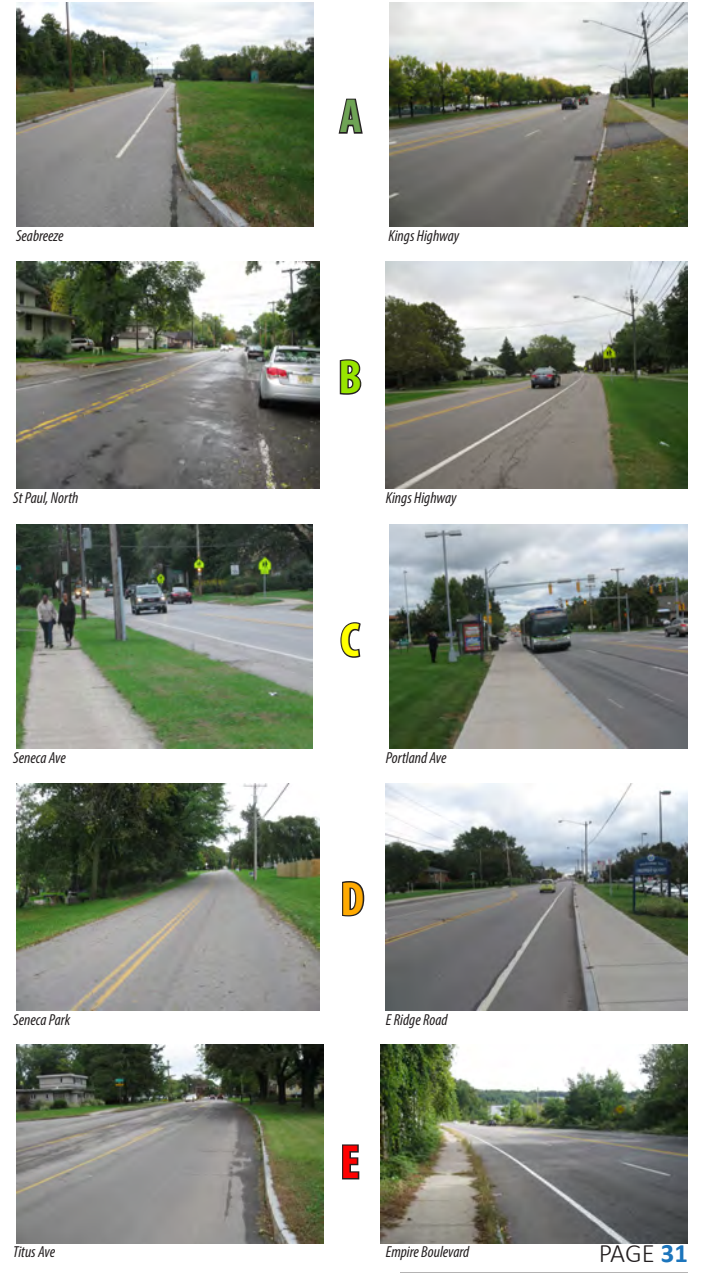 A
Seabreeze
Kings Highway
B
St Paul, North
Kings Highway
C
Seneca Ave
Portland Ave
D
Seneca Park
E Ridge Road
E
Titus Ave
Empire Boulevard
PAGE 31